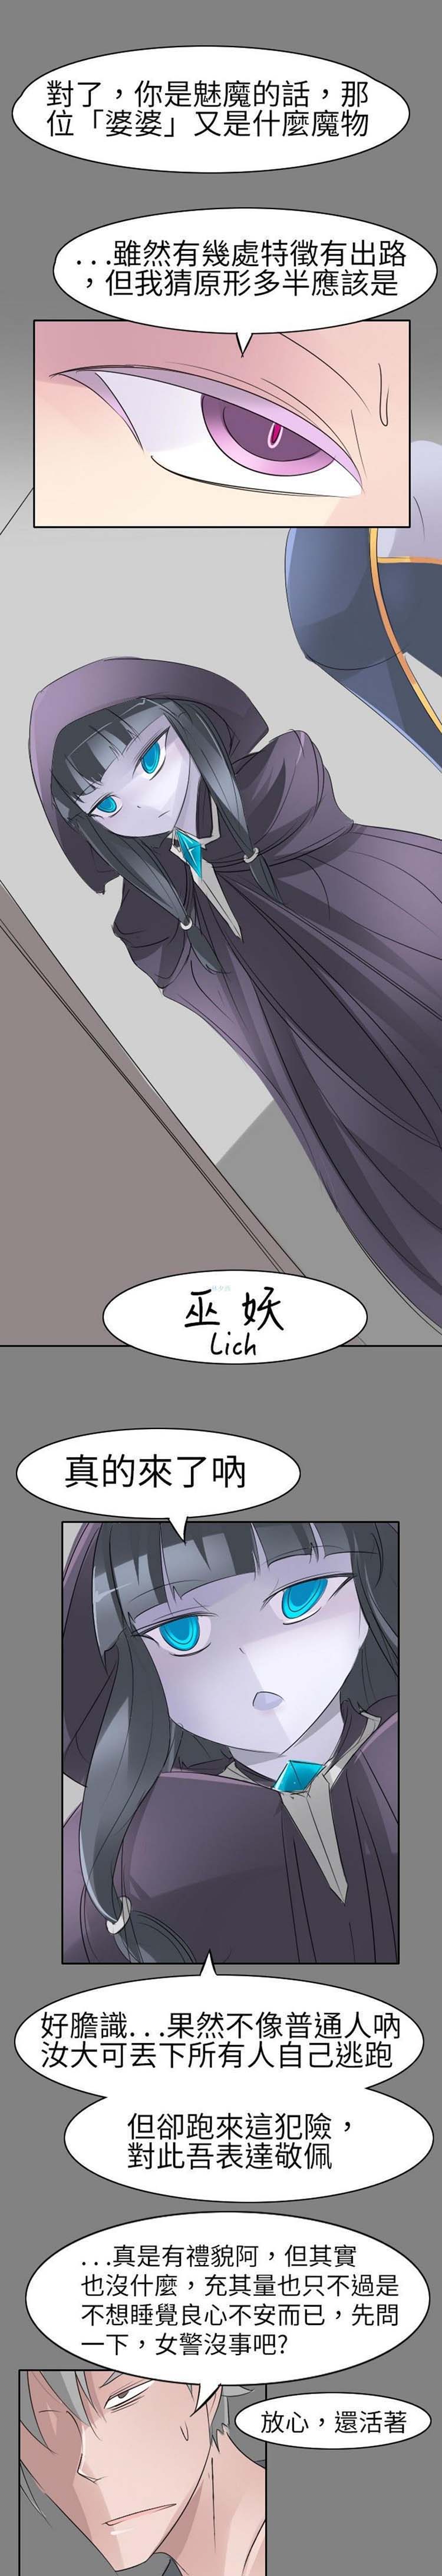 對了，你是魅魔的話，那
位「婆婆」又是什麼魔物
...雖然有幾處特徵有出路
，但我猜原形多半應該是
巫妖
Lich
真的來了吶
好膽識...果然不像普通人吶
汝大可丟下所有人自己逃跑
但卻跑來這犯險，
對此吾表達敬佩
...真是有禮貌阿，但其實
也沒什麼，充其量也只不過是
不想睡覺良心不安而已，先問
一下，女警沒事吧?
放心，還活著